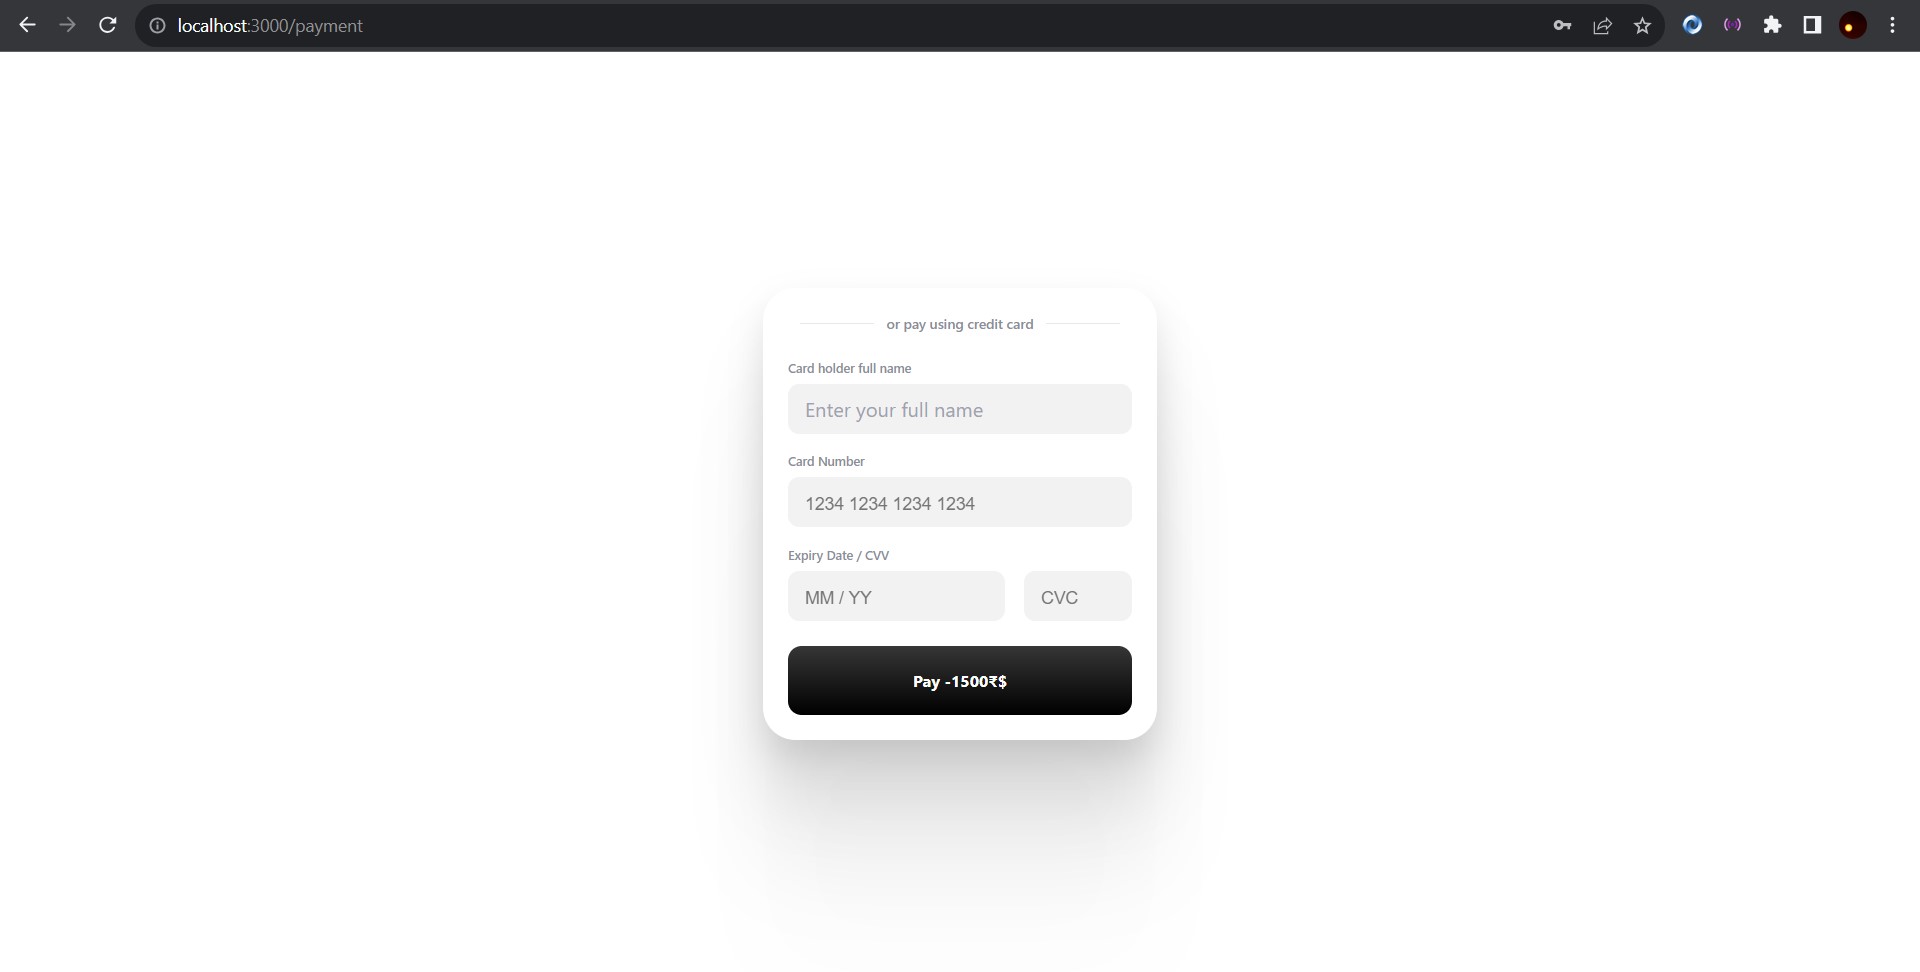 localhost:3000/payment
or pay using credit card
Card holder full name
Enter your full name
Card Number
1234 1234 1234 1234
Expiry Date / CVV
MM / YY CVC
Pay -1500₹$